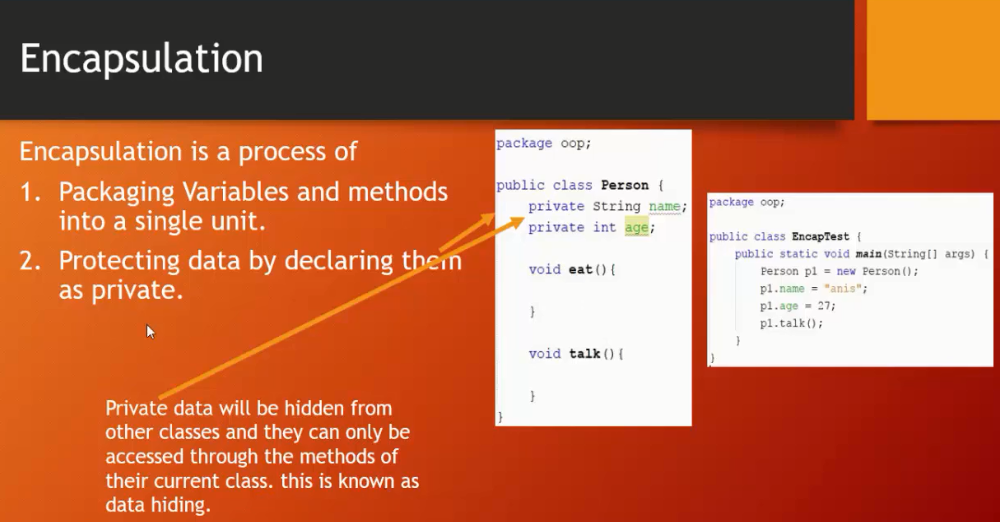 Encapsulation
Encapsulation is a process of
1. Packaging Variables and methods
into a single unit.
2. Protecting data by declaring them
as private.
Private data will be hidden from
other classes and they can only be
accessed through the methods of
their current class. this is known as
data hiding.
package oop;
public class Person {
private String name;
private int age;
void eat(){
}
void talk(){
}
}
package oop;
public class EncapTest {
public static void main(String[] args) {
Person p1 = new Person();
p1.name = "anis";
p1.age = 27;
p1.talk();
}
}